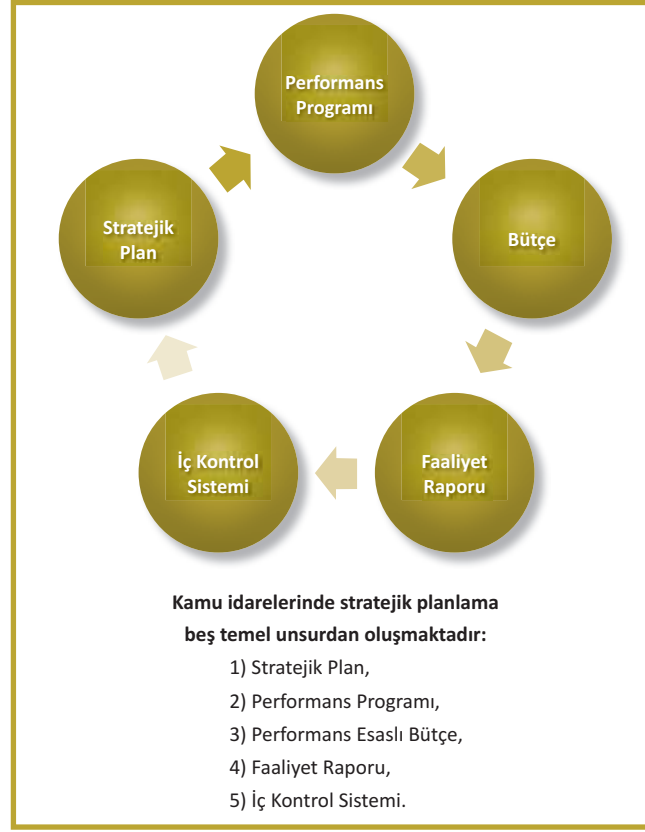 Performans
Programı
Stratejik
Plan
Bütçe
İç Kontrol
Sistemi
Faaliyet
Raporu
Kamu idarelerinde stratejik planlama
beş temel unsurdan oluşmaktadır:
1) Stratejik Plan,
2) Performans Programı,
3) Performans Esaslı Bütçe,
4) Faaliyet Raporu,
5) İç Kontrol Sistemi.